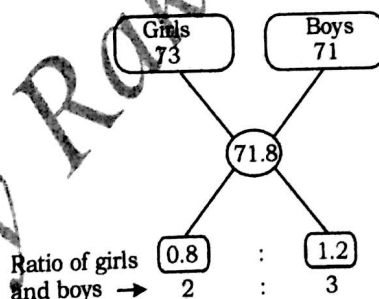 Girls Boys
73 71
71.8
Ratio of girls 0.8 : 1.2
and boys → 2 : 3